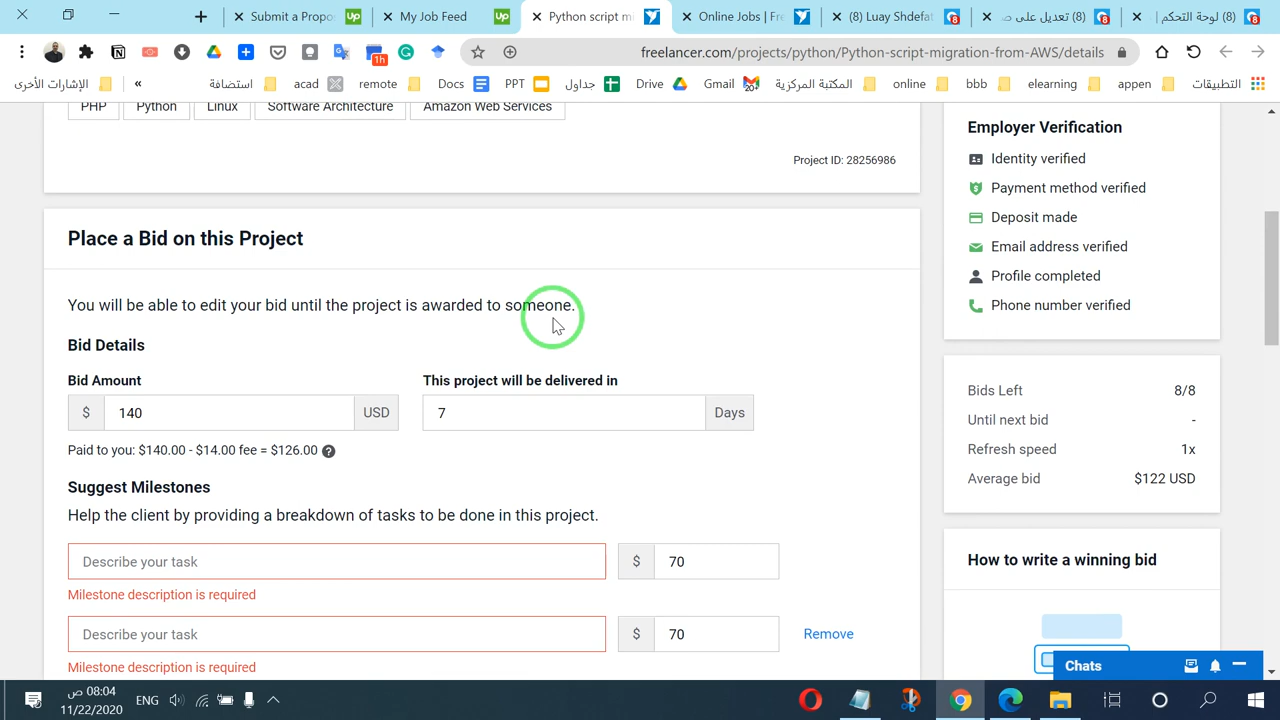 Submit a Propo
My Job Feed
Python script mi
Online Jobs | Fre
(8) Luay Shdefat
(8) تعديل على ص
(8) لوحة التحكم |
freelancer.com/projects/python/Python-script-migration-from-AWS/details
1h
الإشارات الأخرى
«
استضافة
acad
remote
Docs
PPT
جداول
Drive
Gmail
المكتبة المركزية
online
bbb
elearning
appen
التطبيقات
PHP
Python
Linux
Software Architecture
Amazon Web Services
Project ID: 28256986
Place a Bid on this Project
You will be able to edit your bid until the project is awarded to someone.
Bid Details
Bid Amount
This project will be delivered in
$ 140 USD
7 Days
Paid to you: $140.00 - $14.00 fee = $126.00
Suggest Milestones
Help the client by providing a breakdown of tasks to be done in this project.
Describe your task
$ 70
Milestone description is required
Describe your task
$ 70
Remove
Milestone description is required
Employer Verification
Identity verified
Payment method verified
Deposit made
Email address verified
Profile completed
Phone number verified
Bids Left 8/8
Until next bid -
Refresh speed 1x
Average bid $122 USD
How to write a winning bid
Chats
08:04 ص
11/22/2020
ENG